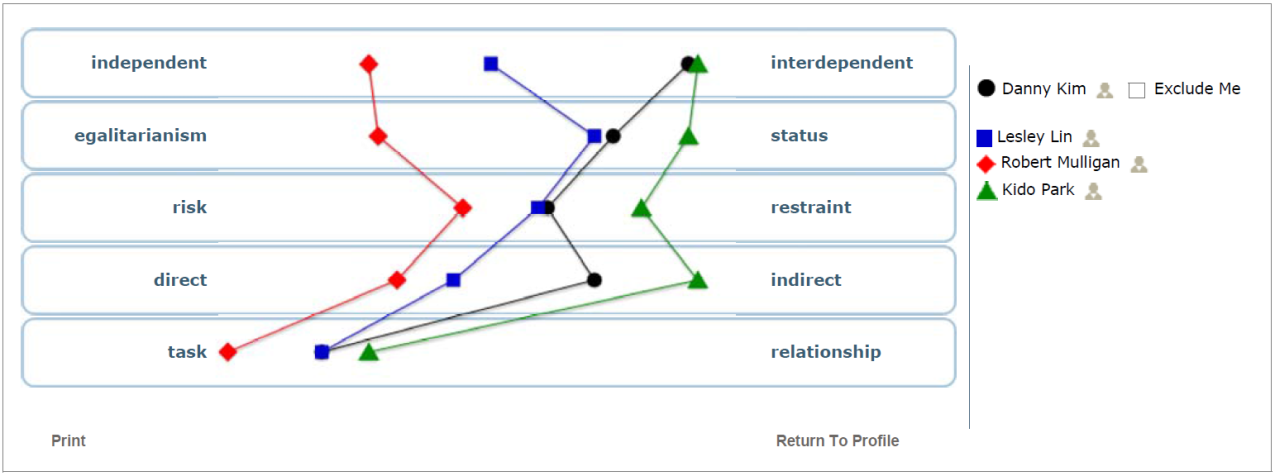 independent interdependent
egalitarianism status
risk restraint
direct indirect
task relationship
Danny Kim Exclude Me
Lesley Lin
Robert Mulligan
Kido Park
Print Return To Profile